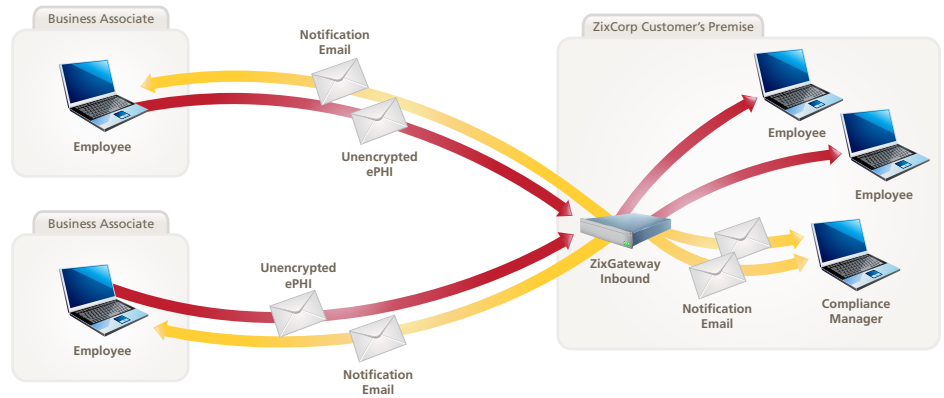 Business Associate
Employee
Notification
Email
Unencrypted
ePHI
Business Associate
Employee
Unencrypted
ePHI
Notification
Email
ZixCorp Customer's Premise
Employee
Employee
ZixGateway
Inbound
Notification
Email
Compliance
Manager